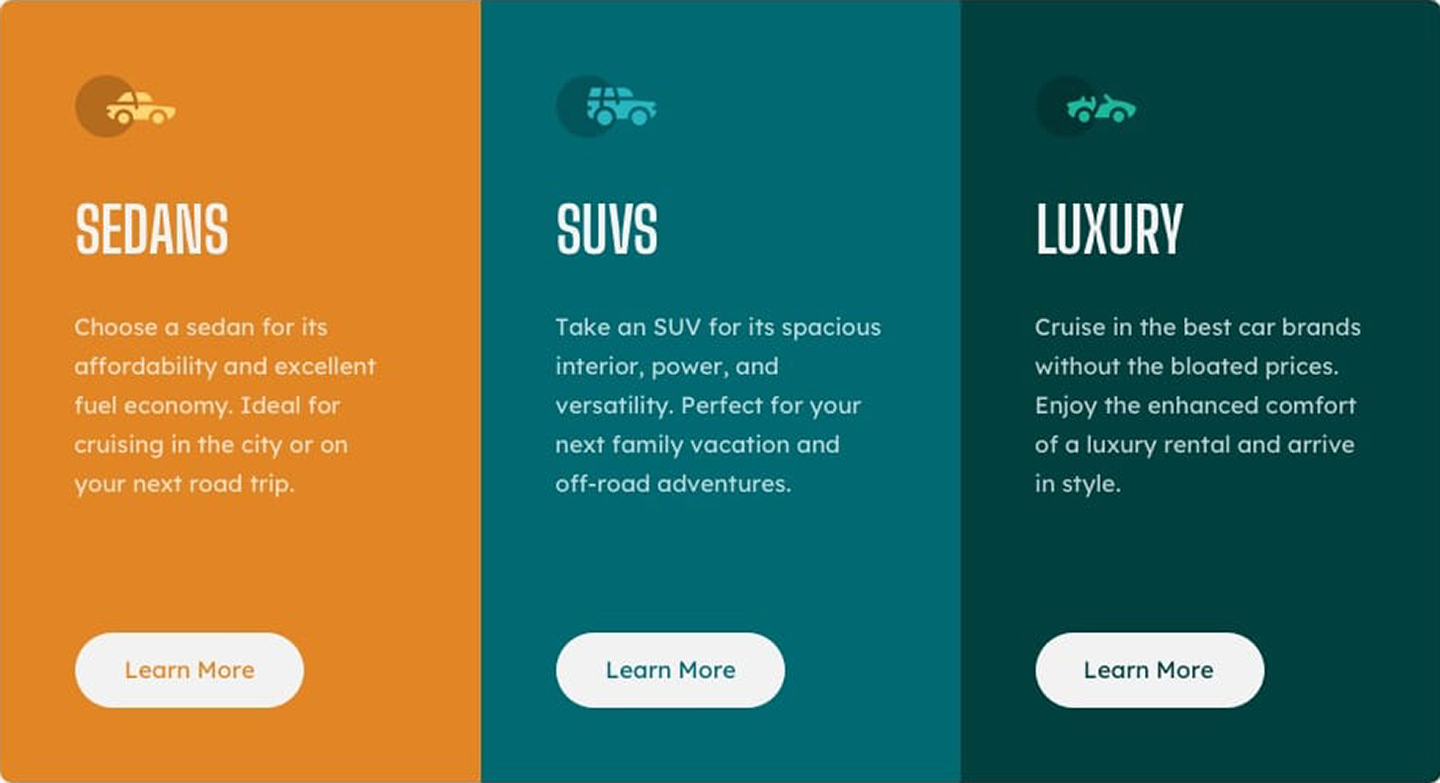 SEDANS
Choose a sedan for its
affordability and excellent
fuel economy. Ideal for
cruising in the city or on
your next road trip.
Learn More
SUVS
Take an SUV for its spacious
interior, power, and
versatility. Perfect for your
next family vacation and
off-road adventures.
Learn More
LUXURY
Cruise in the best car brands
without the bloated prices.
Enjoy the enhanced comfort
of a luxury rental and arrive
in style.
Learn More